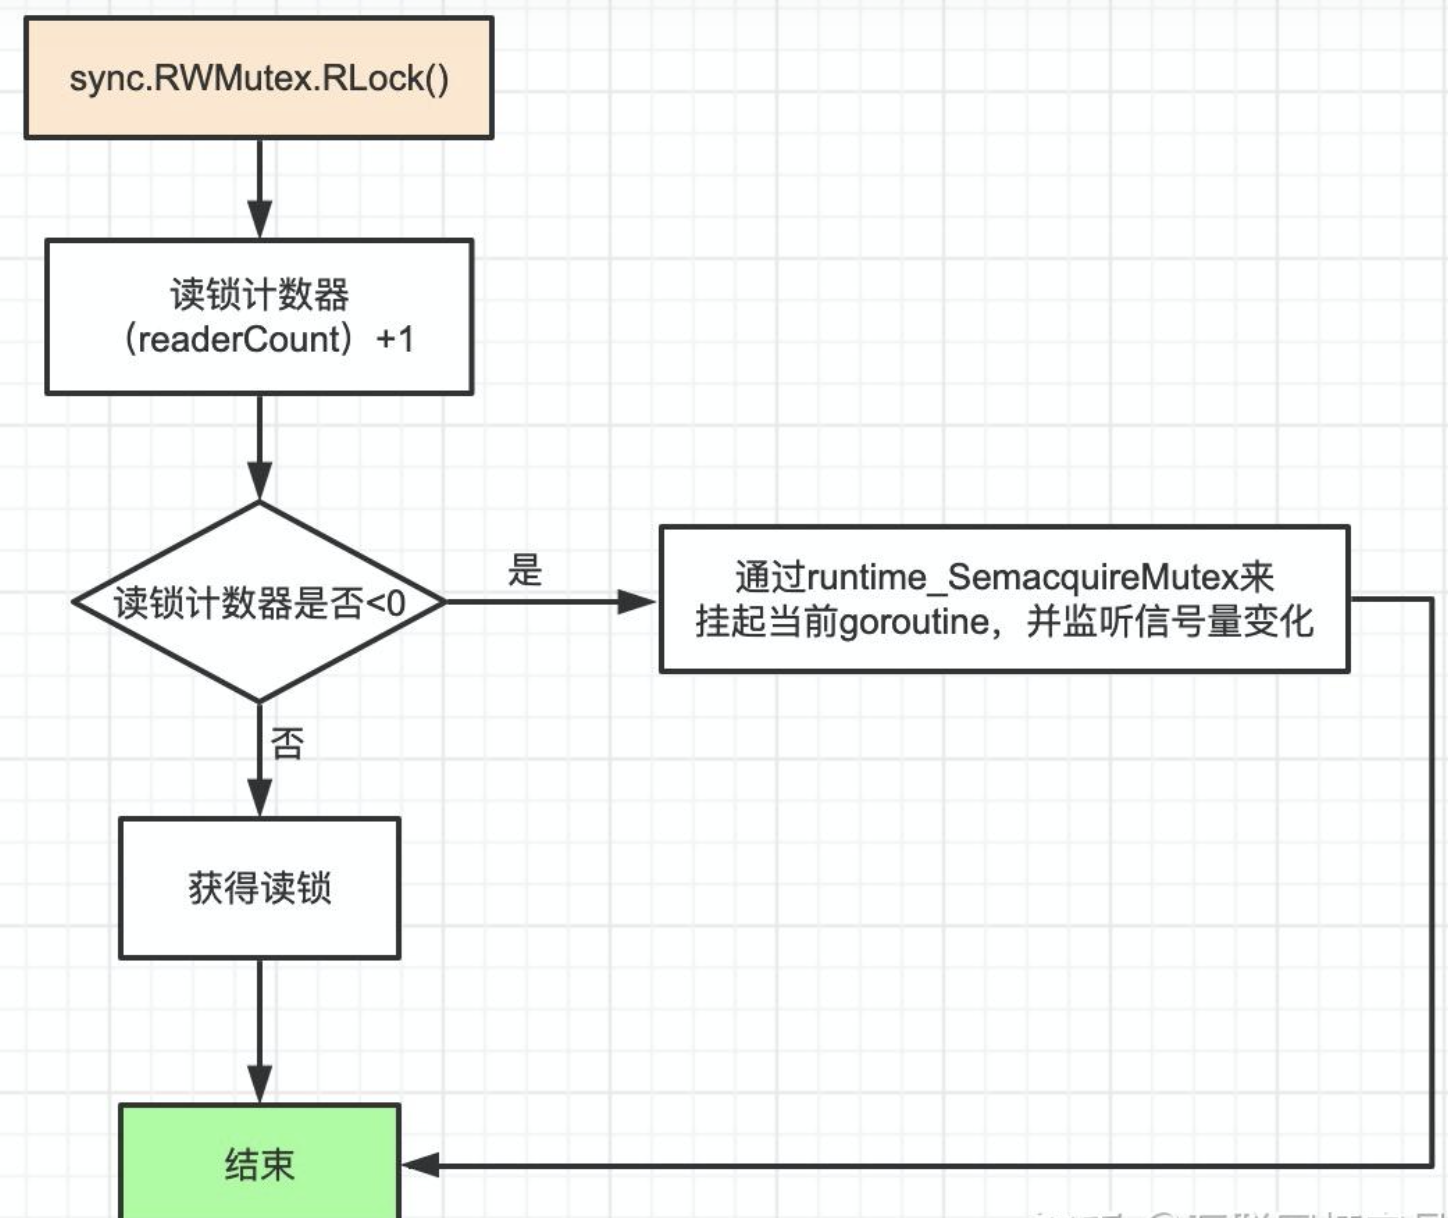 sync.RWMutex.RLock()
读锁计数器
（readerCount）+1
读锁计数器是否<0
是
通过runtime_SemacquireMutex来
挂起当前goroutine，并监听信号量变化
否
获得读锁
结束